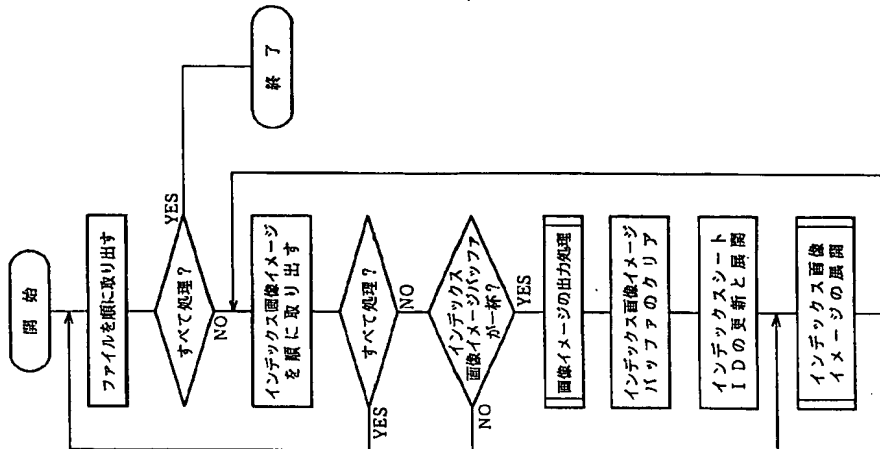 開始
ファイルを順に取り出す
すべて処理?
YES
終了
NO
インデックス画像イメージ
を順に取り出す
すべて処理?
YES
NO
インデックス
画像イメージバッファ
が一杯?
NO
YES
画像イメージの出力処理
インデックス画像イメージ
バッファのクリア
インデックスシート
IDの更新と展開
インデックス画像
イメージの展開